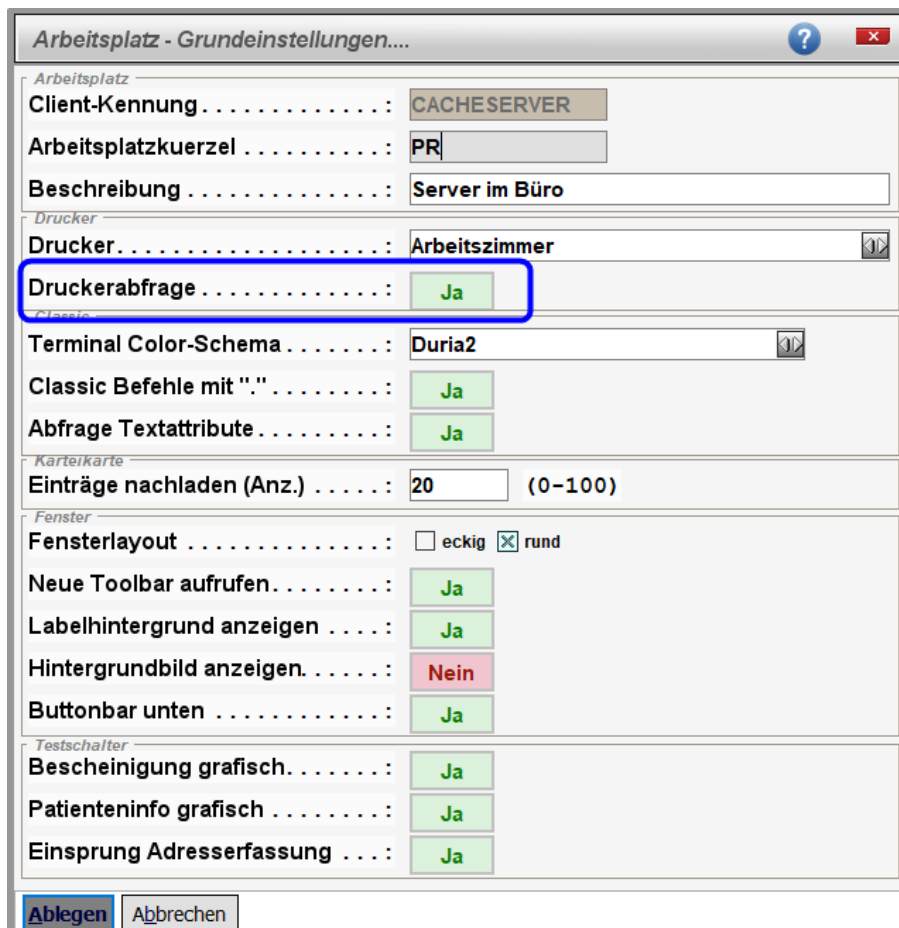 Arbeitsplatz - Grundeinstellungen....
?
x
Arbeitsplatz
Client-Kennung.............: CACHESERVER
Arbeitsplatzkuerzel..........: PR
Beschreibung...............: Server im Büro
Drucker
Drucker....................: Arbeitszimmer
Druckerabfrage.............: Ja
Classic
Terminal Color-Schema.......: Duria2
Classic Befehle mit ".".......: Ja
Abfrage Textattribute.........: Ja
Karteikarte
Einträge nachladen (Anz.).....: 20 (0-100)
Fenster
Fensterlayout...............: eckig rund
Neue Toolbar aufrufen........: Ja
Labelhintergrund anzeigen....: Ja
Hintergrundbild anzeigen......: Nein
Buttonbar unten............: Ja
Testschalter
Bescheinigung grafisch.......: Ja
Patienteninfo grafisch........: Ja
Einsprung Adresserfassung...: Ja
Ablegen Abbrechen